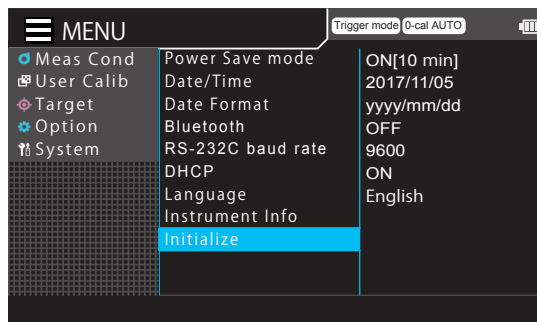 MENU
Trigger mode 0-cal AUTO
Meas Cond
User Calib
Target
Option
System
Power Save mode ON[10 min]
Date/Time 2017/11/05
Date Format yyyy/mm/dd
Bluetooth OFF
RS-232C baud rate 9600
DHCP ON
Language English
Instrument Info
Initialize